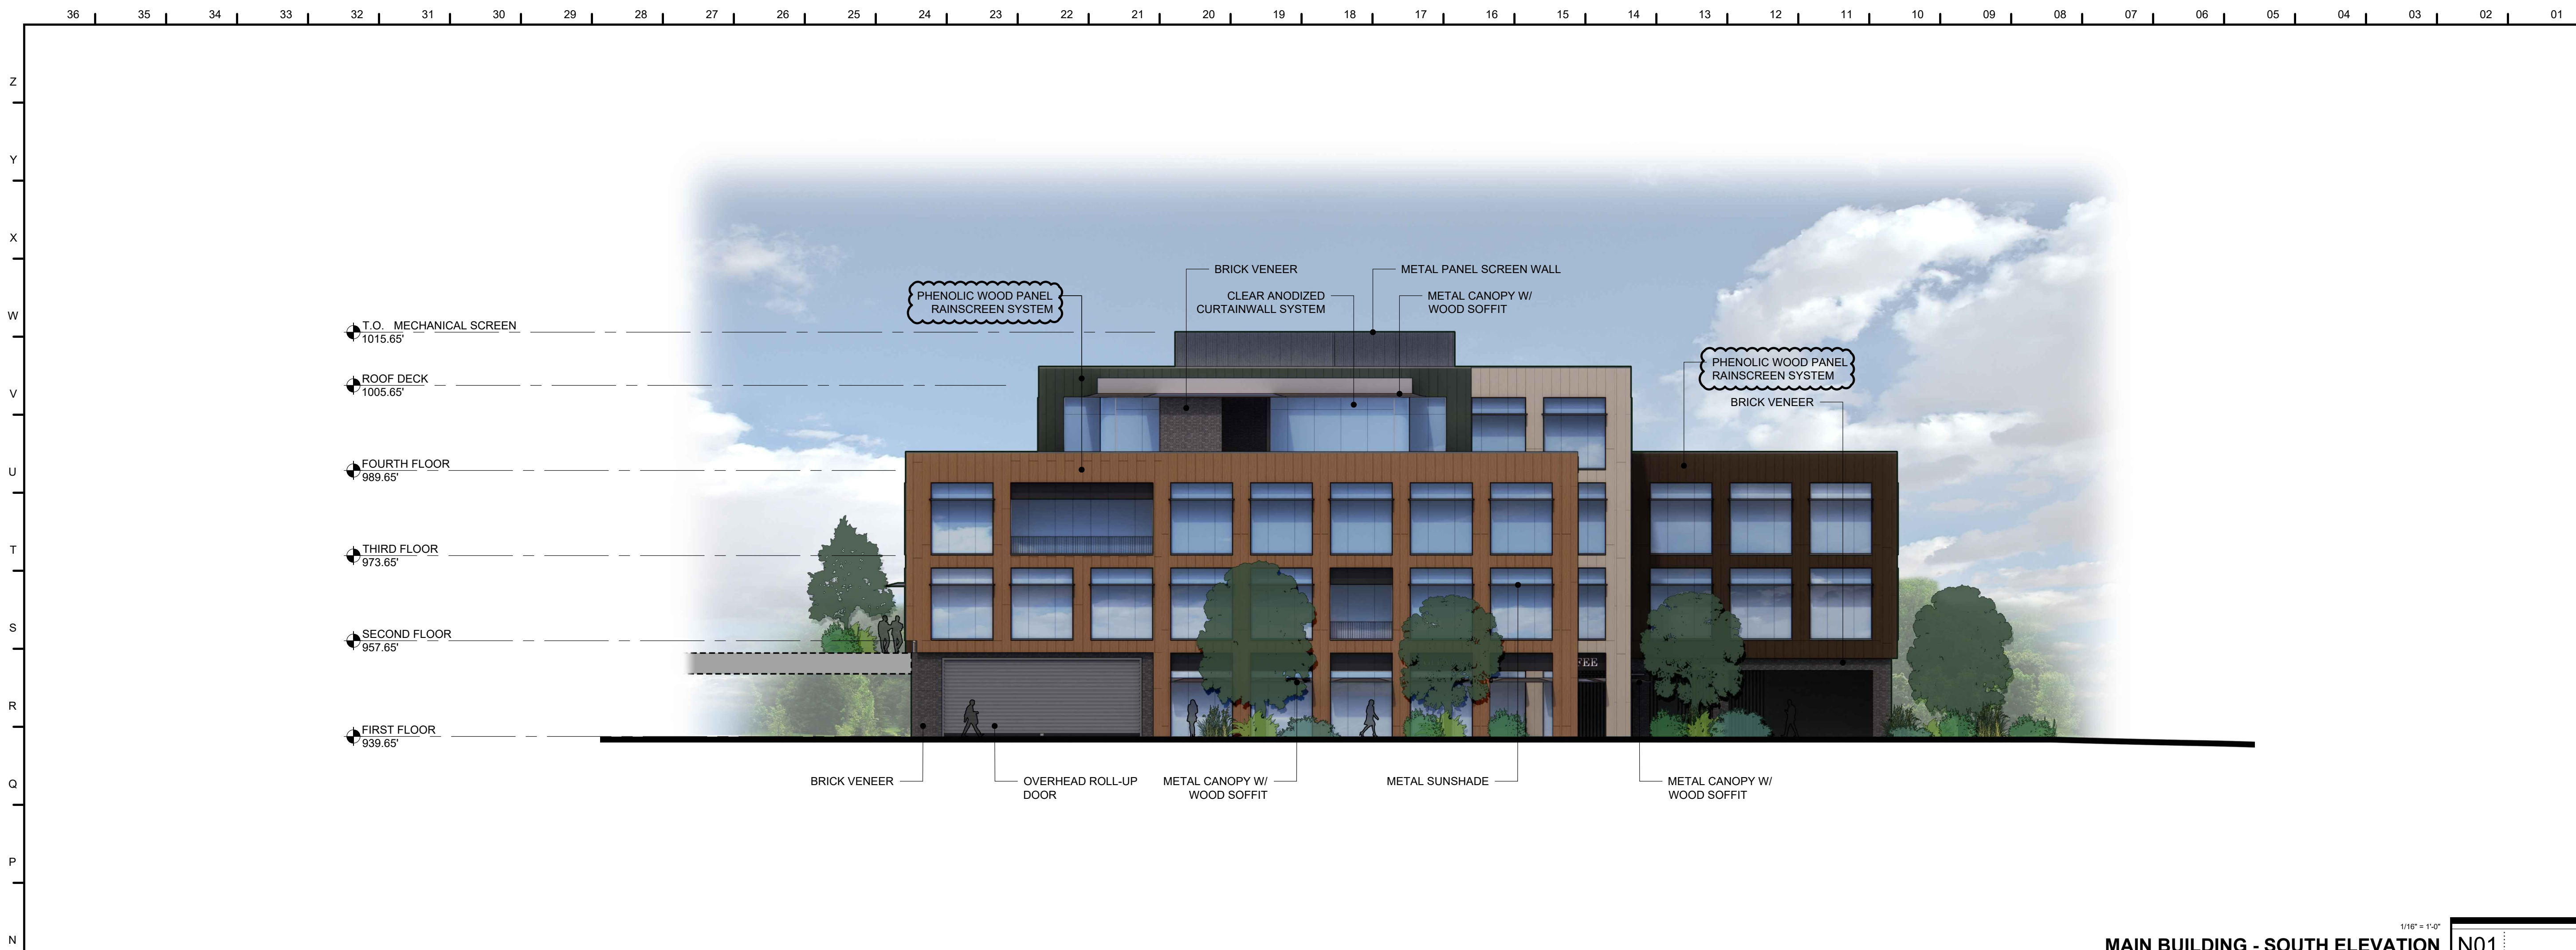 36 35 34 33 32 31 30 29 28 27 26 25 24 23 22 21 20 19 18 17 16 15 14 13 12 11 10 09 08 07 06 05 04 03 02 01
Z
Y
X
W
V
U
T
S
R
Q
P
N
T.O. MECHANICAL SCREEN
1015.65'
ROOF DECK
1005.65'
FOURTH FLOOR
989.65'
THIRD FLOOR
973.65'
SECOND FLOOR
957.65'
FIRST FLOOR
939.65'
PHENOLIC WOOD PANEL
RAINSCREEN SYSTEM
BRICK VENEER
CLEAR ANODIZED
CURTAINWALL SYSTEM
METAL PANEL SCREEN WALL
METAL CANOPY W/
WOOD SOFFIT
PHENOLIC WOOD PANEL
RAINSCREEN SYSTEM
BRICK VENEER
FEE
BRICK VENEER
OVERHEAD ROLL-UP
DOOR
METAL CANOPY W/
WOOD SOFFIT
METAL SUNSHADE
METAL CANOPY W/
WOOD SOFFIT
1/16" = 1'-0"
MAIN BUILDING - SOUTH ELEVATION
N01